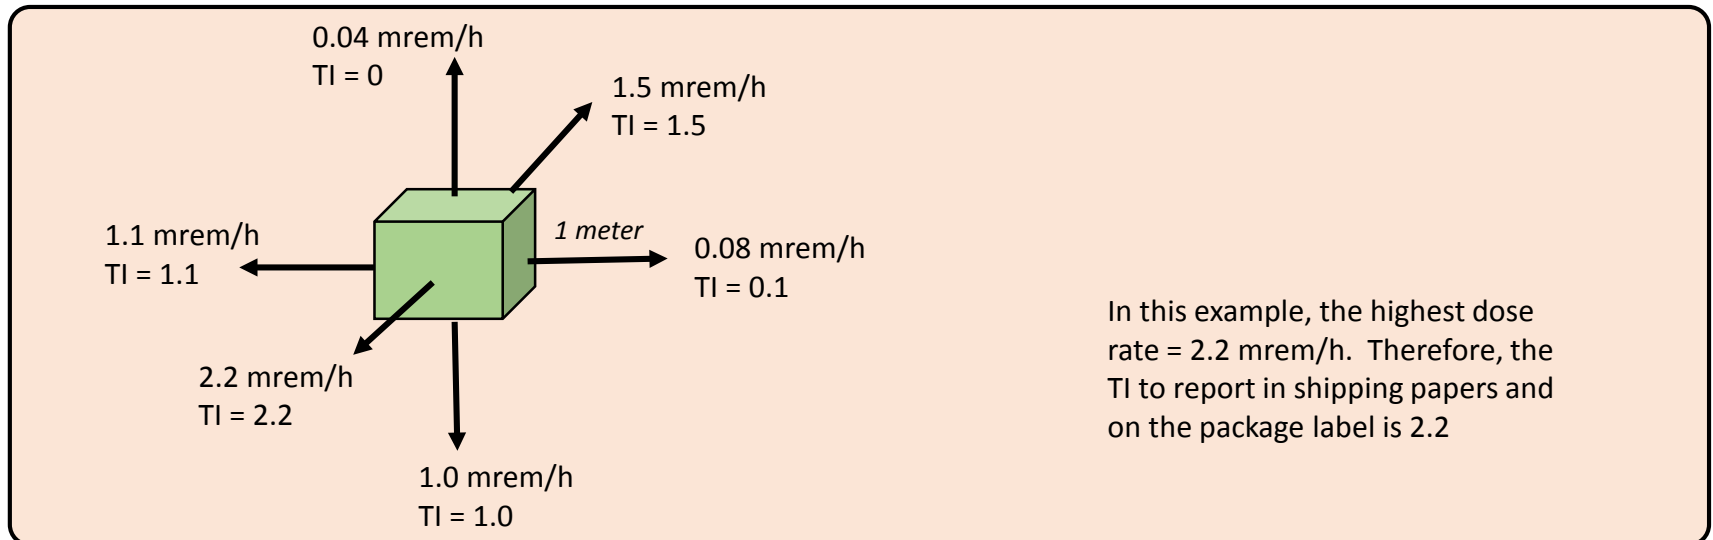 0.04 mrem/h
TI = 0
1.5 mrem/h
TI = 1.5
1.1 mrem/h
TI = 1.1
1 meter
0.08 mrem/h
TI = 0.1
2.2 mrem/h
TI = 2.2
1.0 mrem/h
TI = 1.0
In this example, the highest dose
rate = 2.2 mrem/h.  Therefore, the
TI to report in shipping papers and
on the package label is 2.2